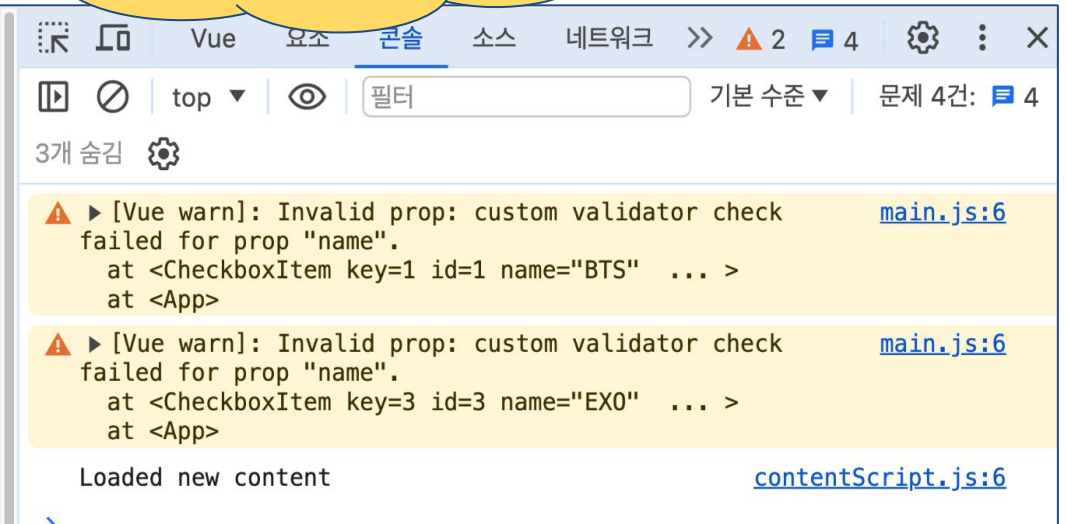 Vue 요소 콘솔 소스 네트워크 2 4
top 필터 기본 수준 문제 4건: 4
3개 숨김
[Vue warn]: Invalid prop: custom validator check main.js:6
failed for prop "name".
at <CheckboxItem key=1 id=1 name="BTS" ... >
at <App>
[Vue warn]: Invalid prop: custom validator check main.js:6
failed for prop "name".
at <CheckboxItem key=3 id=3 name="EXO" ... >
at <App>
Loaded new content contentScript.js:6